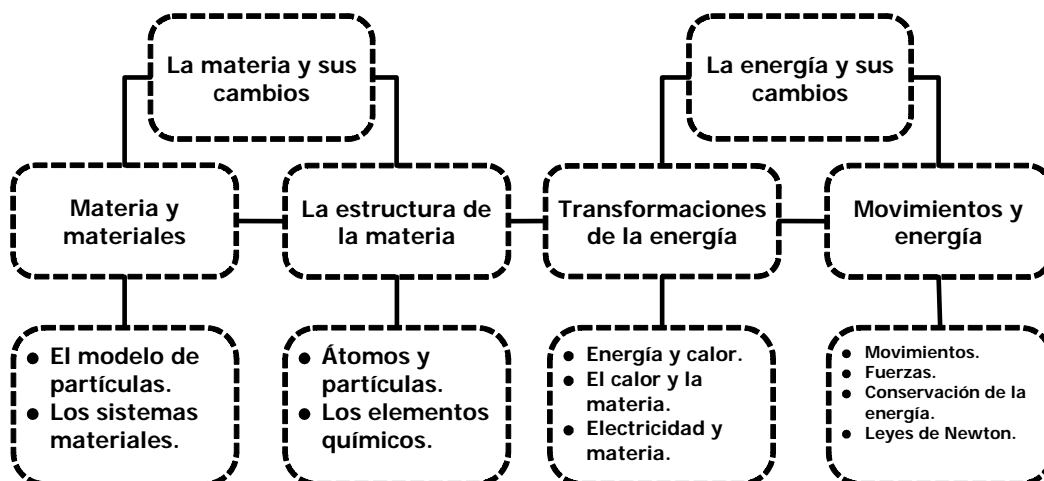 La materia y sus
cambios
La energía y sus
cambios
Materia y
materiales
La estructura de
la materia
Transformaciones
de la energía
Movimientos y
energía
● El modelo de
partículas.
● Los sistemas
materiales.
● Átomos y
partículas.
● Los elementos
químicos.
● Energía y calor.
● El calor y la
materia.
● Electricidad y
materia.
● Movimientos.
● Fuerzas.
● Conservación de la
energía.
● Leyes de Newton.